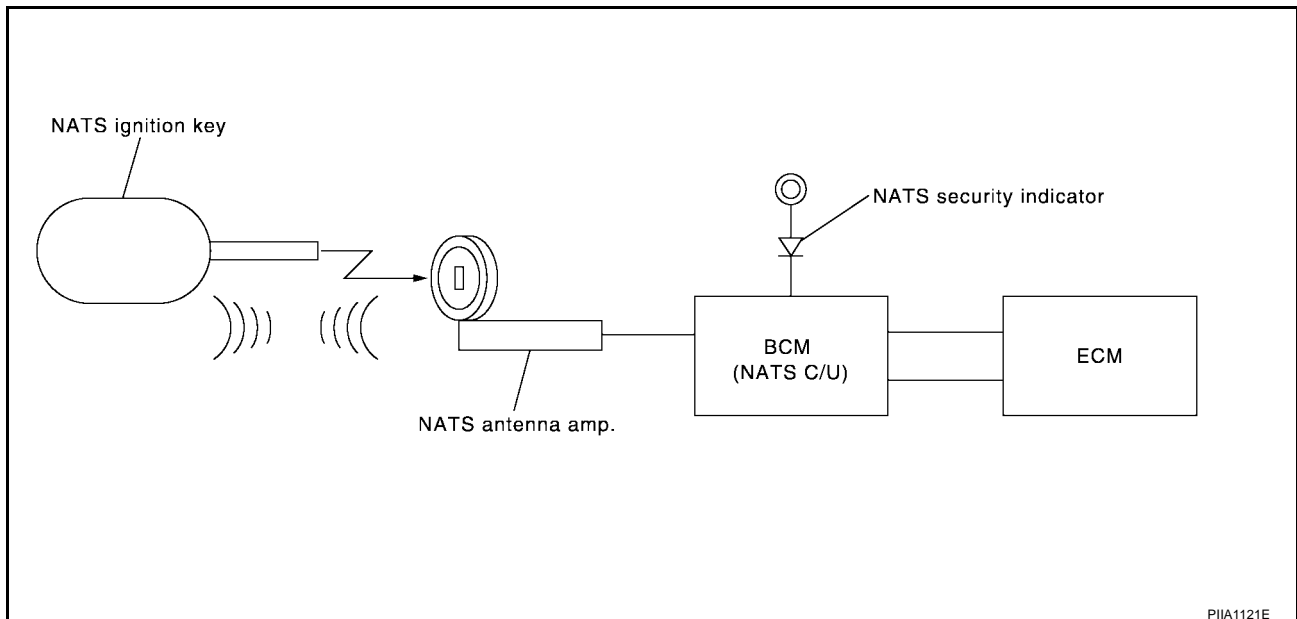 NATS ignition key
NATS security indicator
BCM
(NATS C/U)
ECM
NATS antenna amp.
PIIA1121E